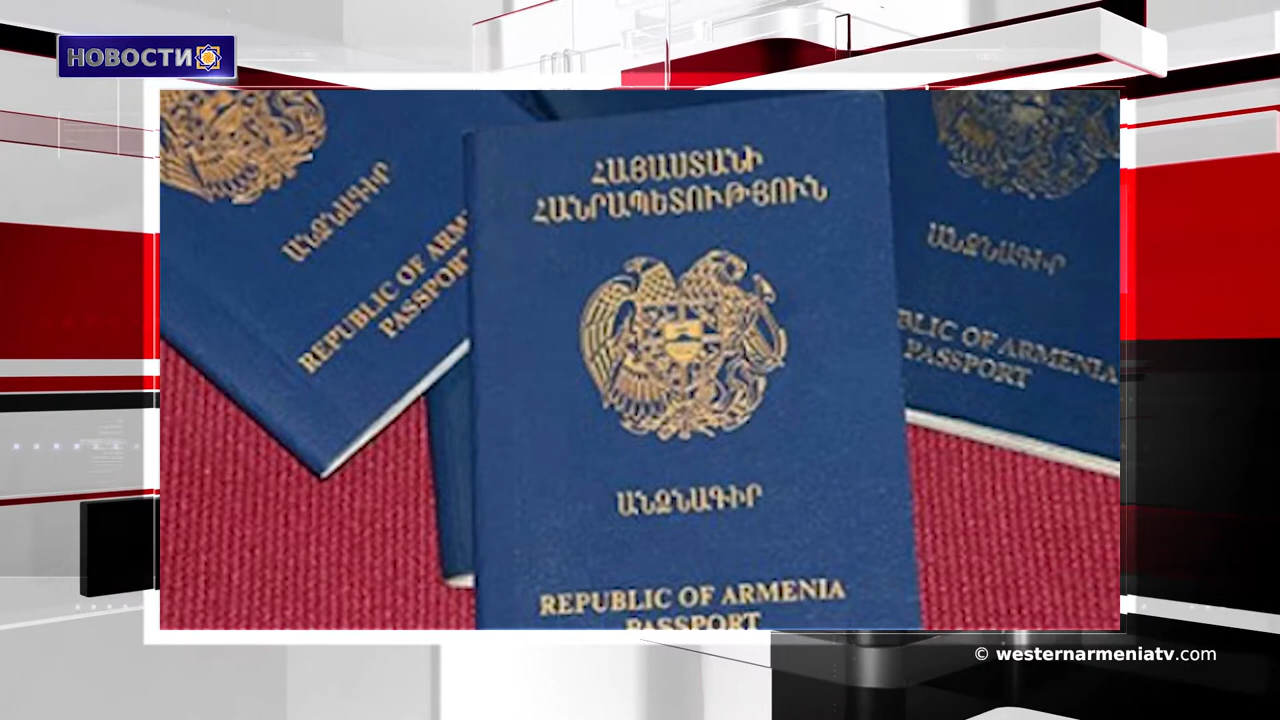 НОВОСТИ
ՀԱՅԱՍՏԱՆԻ
ՀԱՆՐԱՊԵՏՈՒԹՅՈՒՆ
ԱՆՁՆԱԳԻՐ
REPUBLIC OF ARMENIA
PASSPORT
ԱՆՁՆԱԳԻՐ
REPUBLIC OF ARM
PASSPORT
ԱՆՁՆԱԳԻՐ
BLIC OF ARMENIA
PASSPORT
© westernarmeniatv.com